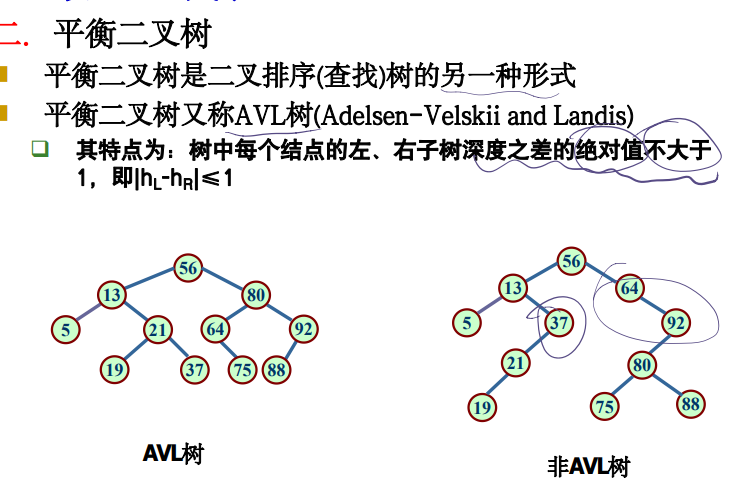 二. 平衡二叉树
平衡二叉树是二叉排序(查找)树的另一种形式
平衡二叉树又称AVL树(Adelsen-Velskii and Landis)
其特点为：树中每个结点的左、右子树深度之差的绝对值不大于
1，即|hL-hR|≤1
56
13 80
5 21 64 92
19 37 75 88
AVL树
56
13 64
5 37 92
21 80
19 75 88
非AVL树